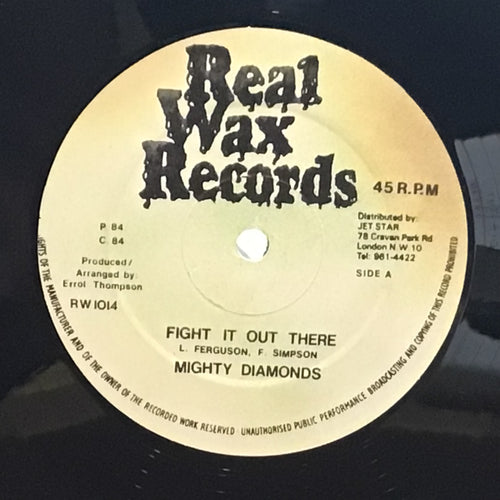 Real
Wax
Records
45 R.P.M
P 84
C 84
Produced/
Arranged by:
Errol Thompson
RW1014
Distributed by:
JET STAR
78 Craven Park Rd
London N W 10
Tel: 961-4422
SIDE A
FIGHT IT OUT THERE
L. FERGUSON, F. SIMPSON
MIGHTY DIAMONDS
OF THE MANUFACTURER AND OF THE OWNER OF THE RECORDED WORK RESERVED · UNAUTHORISED PUBLIC PERFORMANCE BROADCASTING AND COPYING OF THIS RECORD PROHIBITED